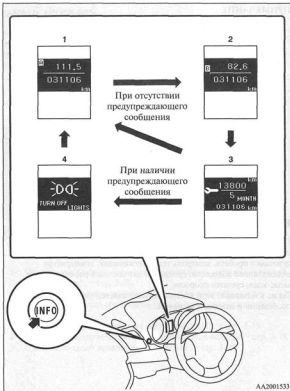 1
2
A
111.5
031106
km
При отсутствии
предупреждающего
сообщения
B
82.6
031106
km
4
При наличии
предупреждающего
сообщения
3
TURN OFF
LIGHTS
km
13800
5 MONTH
031106 km
INFO
AA2001533